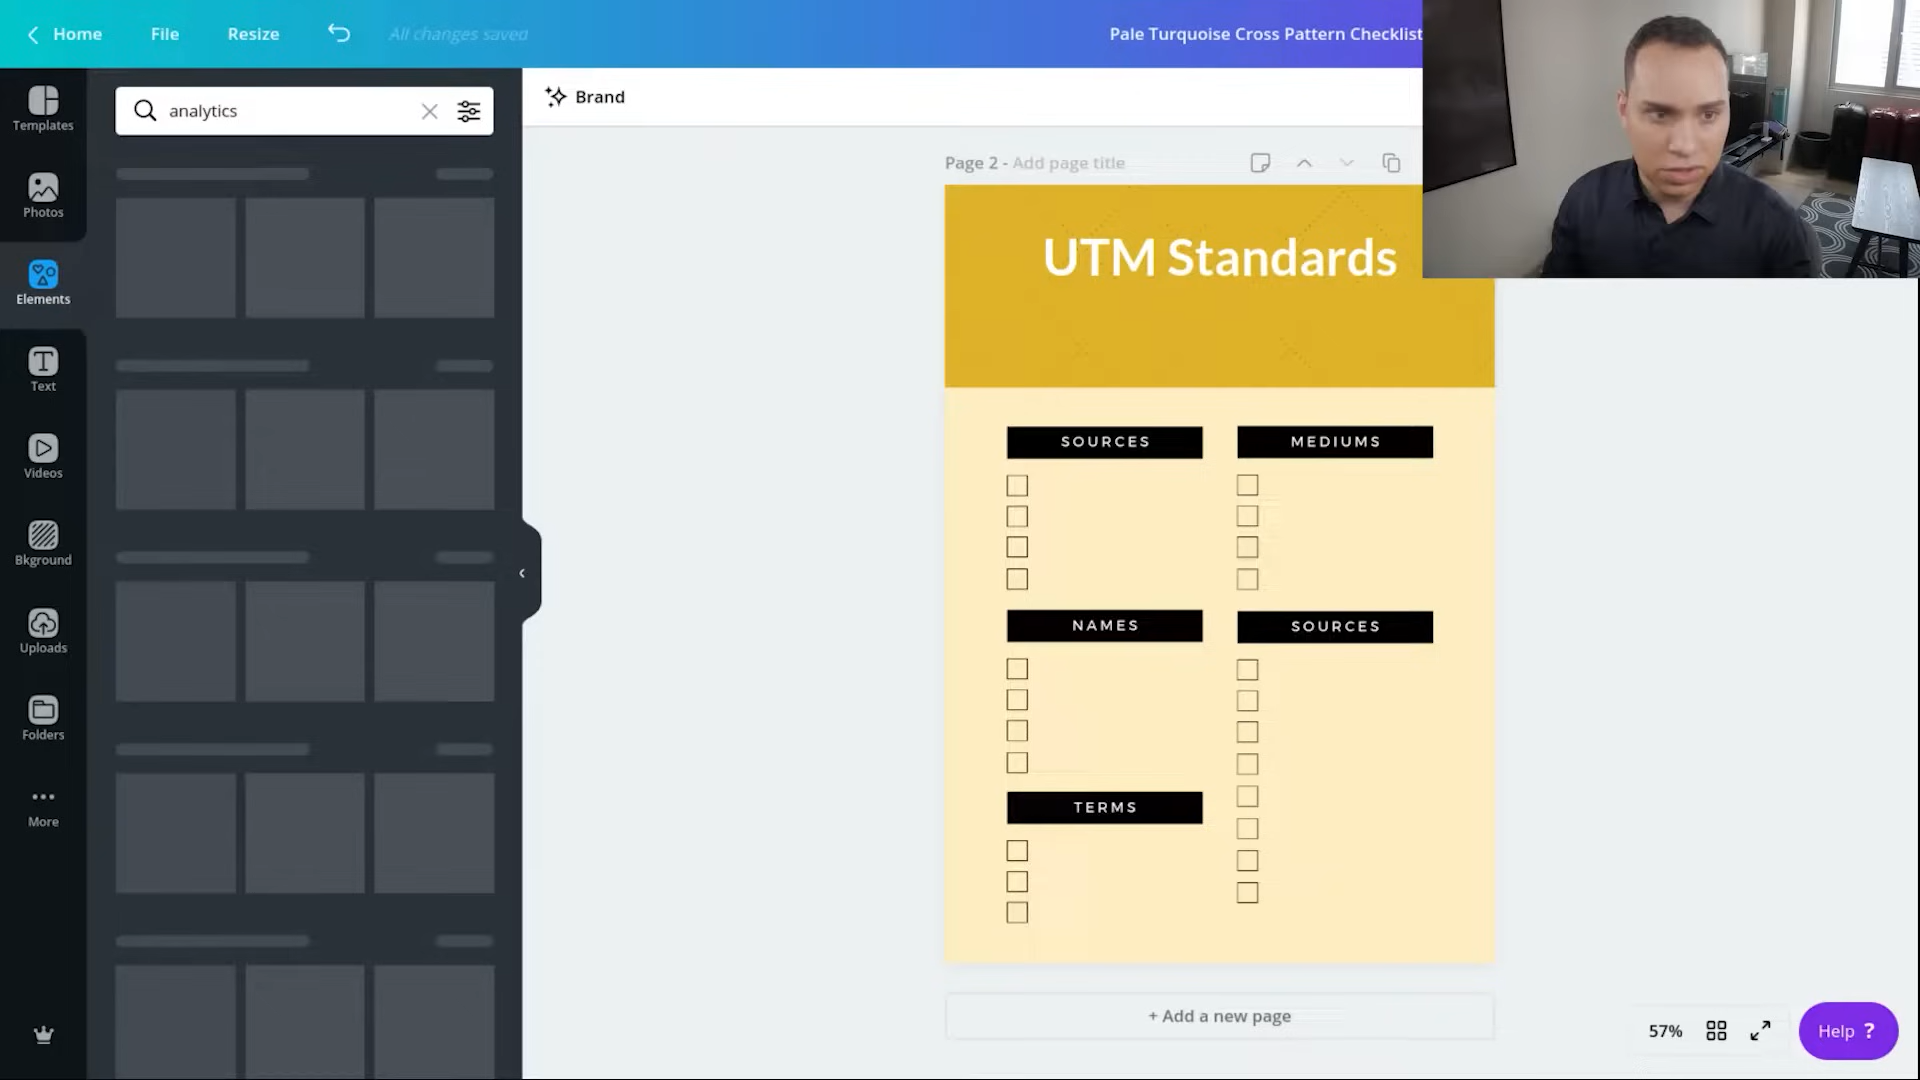 Home
File
Resize
All changes saved
Pale Turquoise Cross Pattern Checklist
Templates
Photos
Elements
Text
Videos
Bkground
Uploads
Folders
More
analytics
Brand
Page 2 - Add page title
UTM Standards
SOURCES
MEDIUMS
NAMES
SOURCES
TERMS
+ Add a new page
57%
Help ?